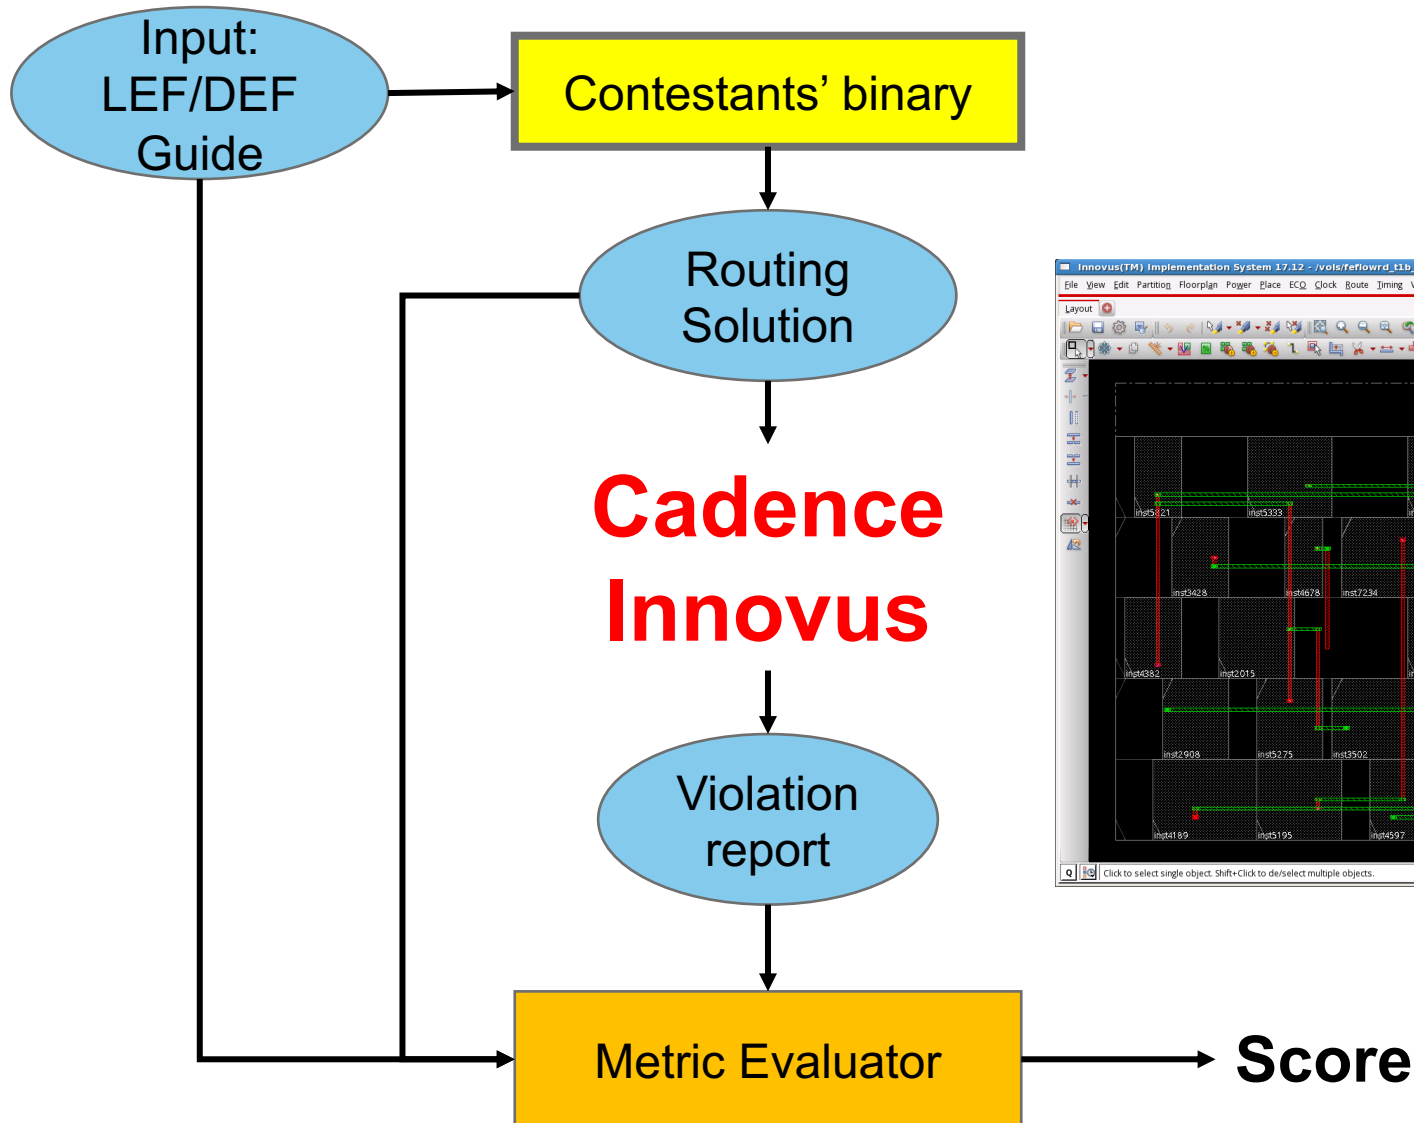 Input:
LEF/DEF
Guide
Contestants’ binary
Routing
Solution
Cadence
Innovus
Violation
report
Metric Evaluator
Score
Innovus(TM) Implementation System 17.12 - /vols/feflowrd_t1b_
File View Edit Partition Floorplan Power Place ECO Clock Route Timing V
Layout
inst5333
inst3428
inst4678
inst7234
inst4382
inst2015
inst2908
inst5275
inst3502
inst4189
inst5195
inst4597
Q
Click to select single object. Shift+Click to de/select multiple objects.